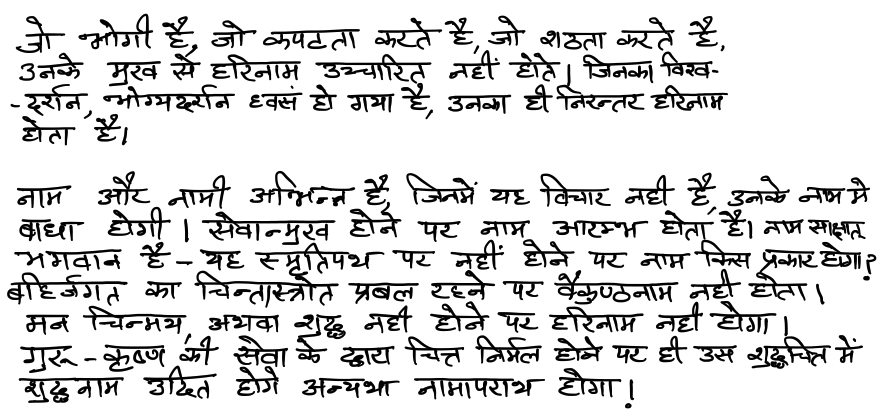 जो भोगी है, जो कपटता करते है, जो शठता करते है,
उनके मुख से हरिनाम उच्चारित नहीं होते। जिनका विश्व-
-दर्शन, भोग्यदर्शन ध्वसं हो गया है, उनका ही निरन्तर हरिनाम
होता है।
नाम और नामी अभिन्न है, जिनमें यह विचार नही है, उनके नाम मे
बाधा होगी। सेवान्मुख होने पर नाम आरम्भ होता है। नाम साक्षात्
भगवान है - यह स्मृतिपथ पर नहीं होने पर नाम किस प्रकार होगा?
बहिर्जगत का चिन्तास्त्रोत प्रबल रहने पर वैकुण्ठनाम नही होता।
मन चिन्मय, अथवा शुद्ध नही होने पर हरिनाम नही होगा।
गुरू - कृष्ण की सेवा के द्वारा चित्त निर्मल होने पर ही उस शुद्धचित्त में
शुद्धनाम उदित होगे अन्यथा नामापराध होगा!